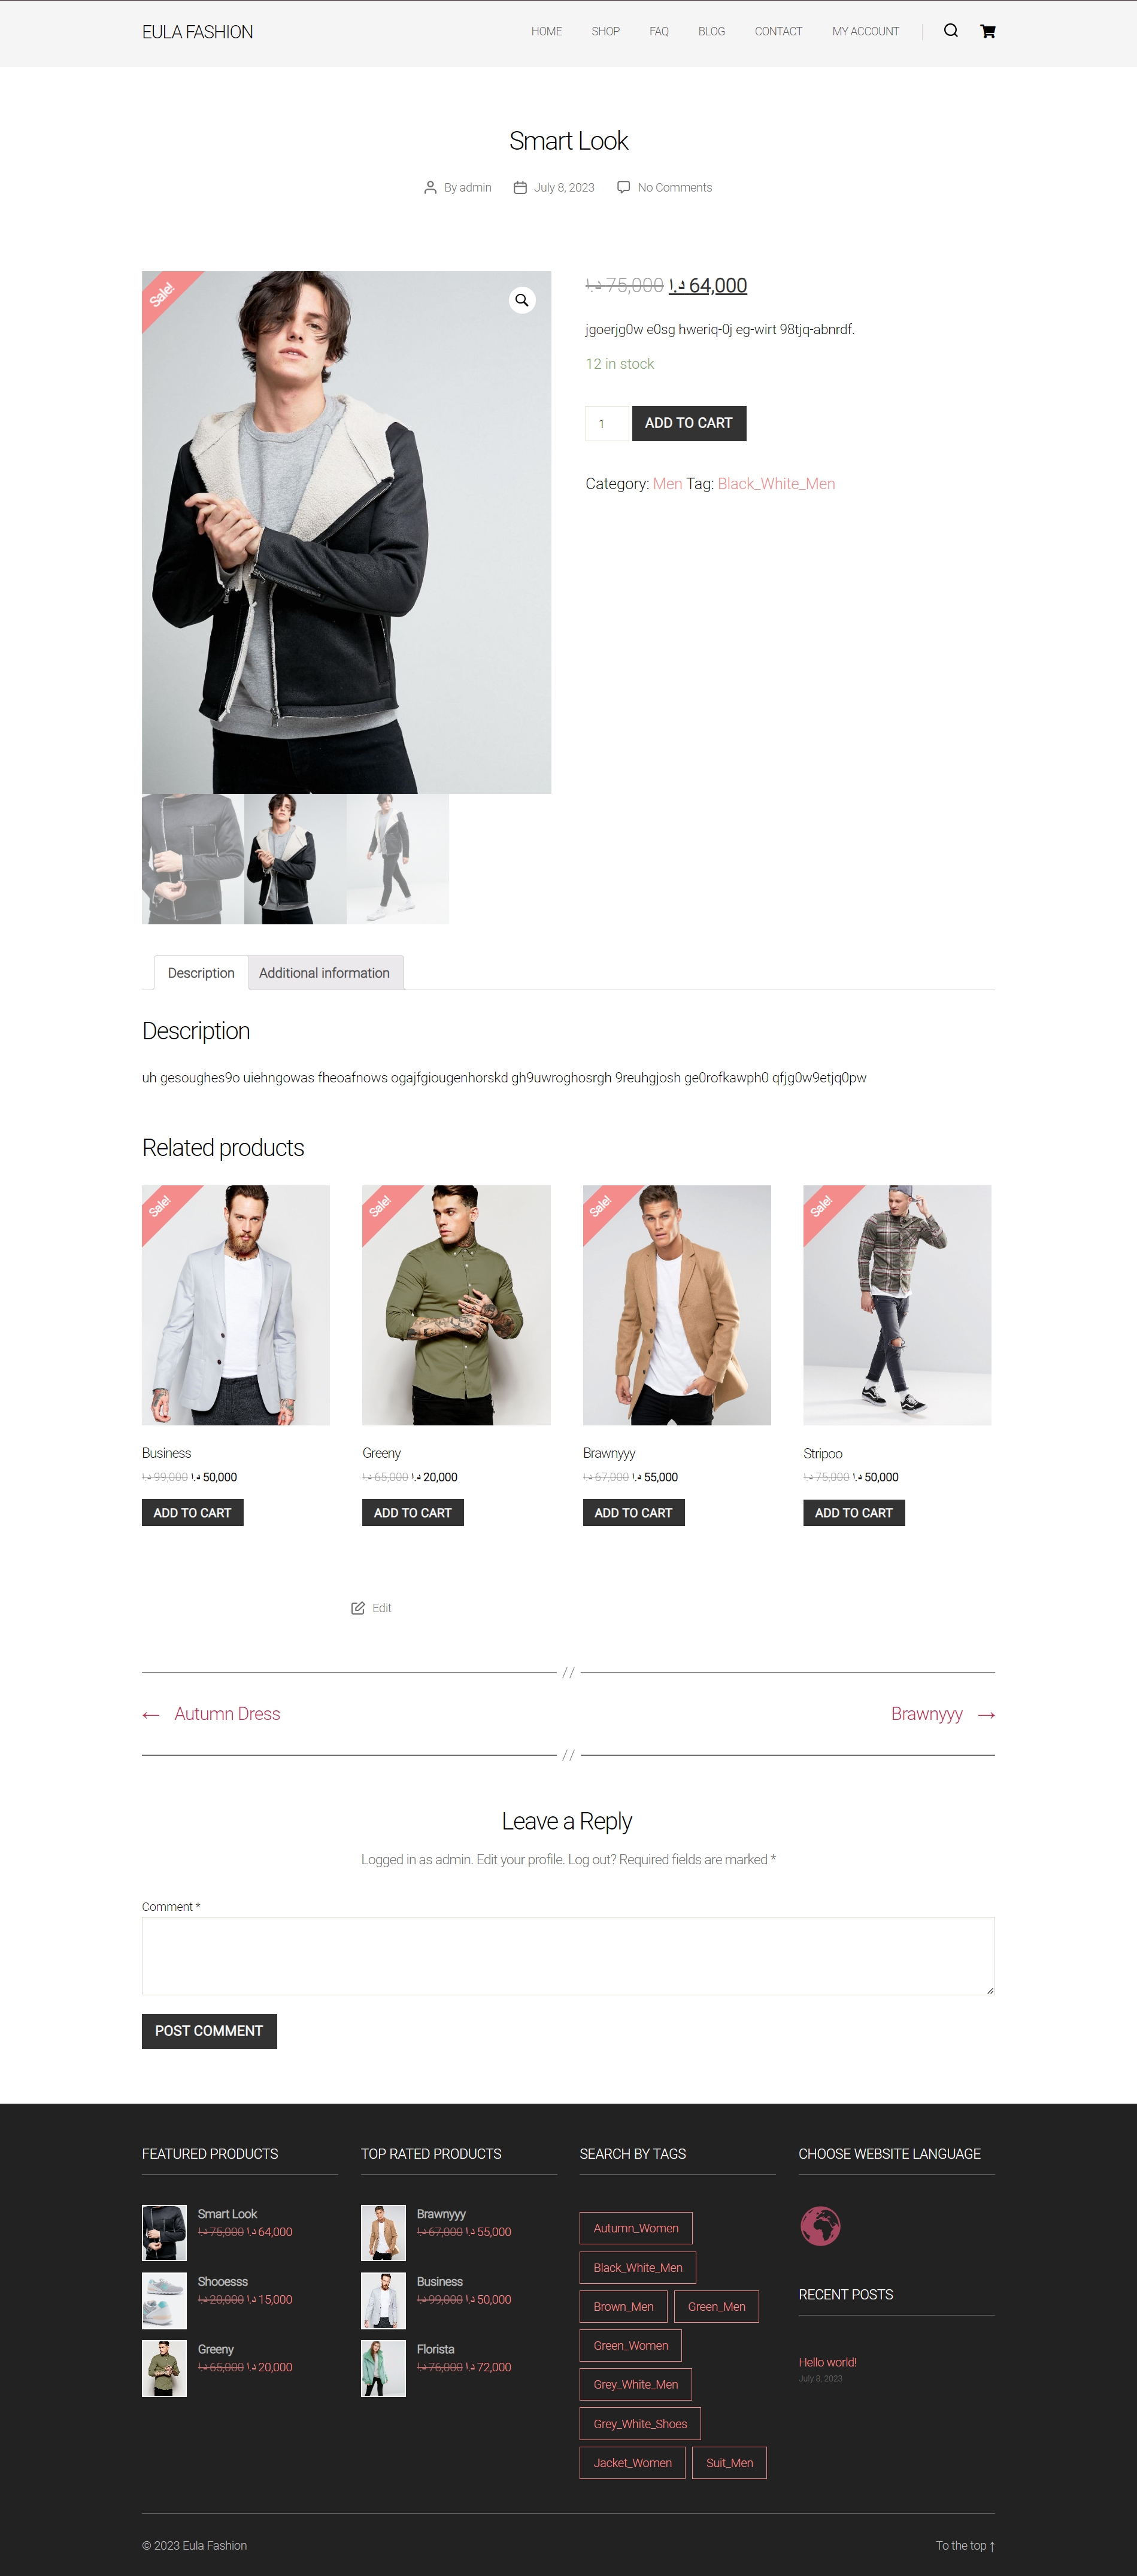 EULA FASHION
HOME SHOP FAQ BLOG CONTACT MY ACCOUNT
Smart Look
By admin July 8, 2023 No Comments
Sale!
د.ا 75,000 د.ا 64,000
jgoerjg0w e0sg hweriq-0j eg-wirt 98tjq-abnrdf.
12 in stock
1 ADD TO CART
Category: Men Tag: Black_White_Men
Description Additional information
Description
uh gesoughes9o uiehngowas fheoafnows ogajfgiougenhorskd gh9uwroghosrgh 9reuhgjosh ge0rofkawph0 qfjg0w9etjq0pw
Related products
Sale! Sale! Sale! Sale!
Business Greeny Brawnyyy Stripoo
د.ا 99,000 د.ا 50,000 د.ا 65,000 د.ا 20,000 د.ا 67,000 د.ا 55,000 د.ا 75,000 د.ا 50,000
ADD TO CART ADD TO CART ADD TO CART ADD TO CART
Edit
//
← Autumn Dress Brawnyyy →
//
Leave a Reply
Logged in as admin. Edit your profile. Log out? Required fields are marked *
Comment *
POST COMMENT
FEATURED PRODUCTS
Smart Look
د.ا 75,000 د.ا 64,000
Shooesss
د.ا 20,000 د.ا 15,000
Greeny
د.ا 65,000 د.ا 20,000
TOP RATED PRODUCTS
Brawnyyy
د.ا 67,000 د.ا 55,000
Business
د.ا 99,000 د.ا 50,000
Florista
د.ا 76,000 د.ا 72,000
SEARCH BY TAGS
Autumn_Women
Black_White_Men
Brown_Men Green_Men
Green_Women
Grey_White_Men
Grey_White_Shoes
Jacket_Women Suit_Men
CHOOSE WEBSITE LANGUAGE
RECENT POSTS
Hello world!
July 8, 2023
© 2023 Eula Fashion To the top ↑